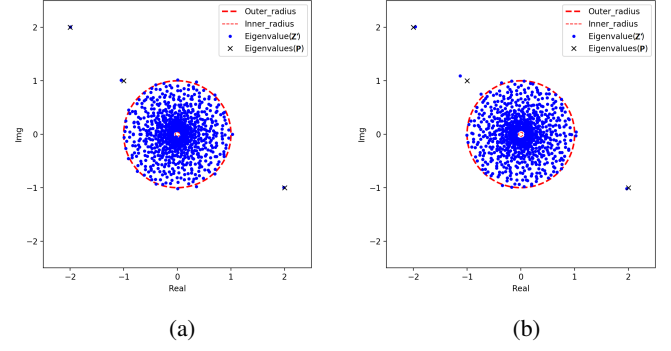 Outer_radius
Inner_radius
Eigenvalue(Z')
Eigenvalues(P)
2
1
0
−1
−2
Img
−2 −1 0 1 2
Real
(a)
Outer_radius
Inner_radius
Eigenvalue(Z')
Eigenvalues(P)
2
1
0
−1
−2
Img
−2 −1 0 1 2
Real
(b)